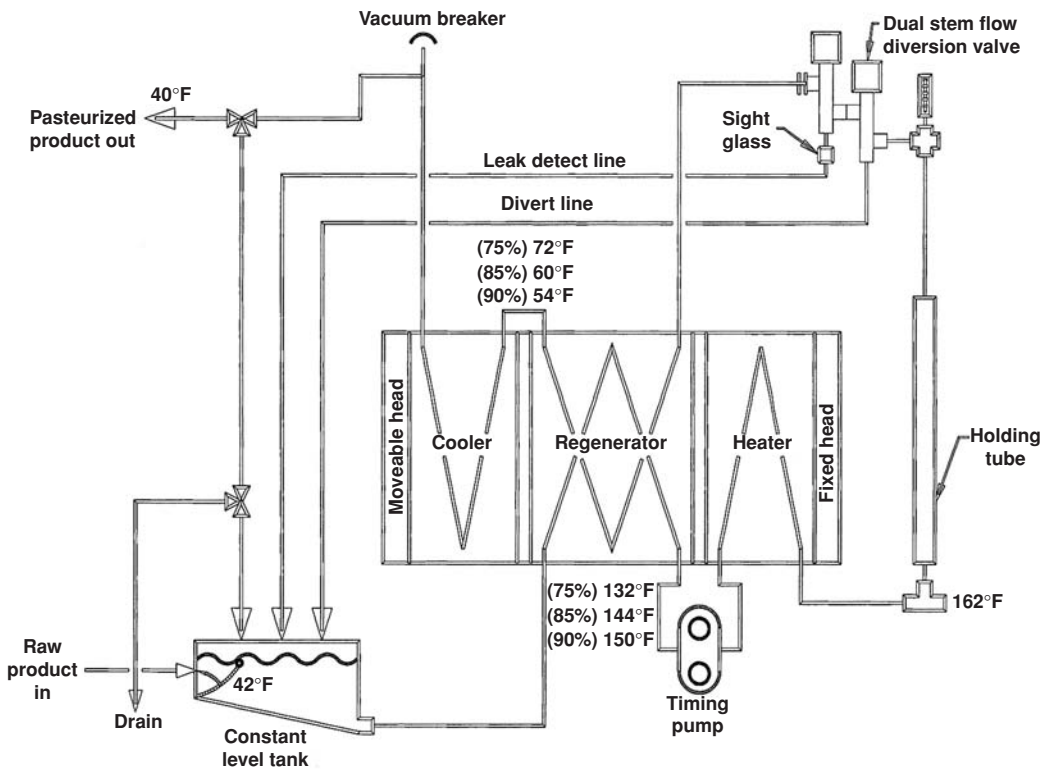 Vacuum breaker
Dual stem flow
diversion valve
40°F
Pasteurized
product out
Sight
glass
Leak detect line
Divert line
(75%) 72°F
(85%) 60°F
(90%) 54°F
Moveable head
Cooler
Regenerator
Heater
Fixed head
Holding
tube
(75%) 132°F
(85%) 144°F
(90%) 150°F
162°F
Raw
product
in
42°F
Drain
Constant
level tank
Timing
pump